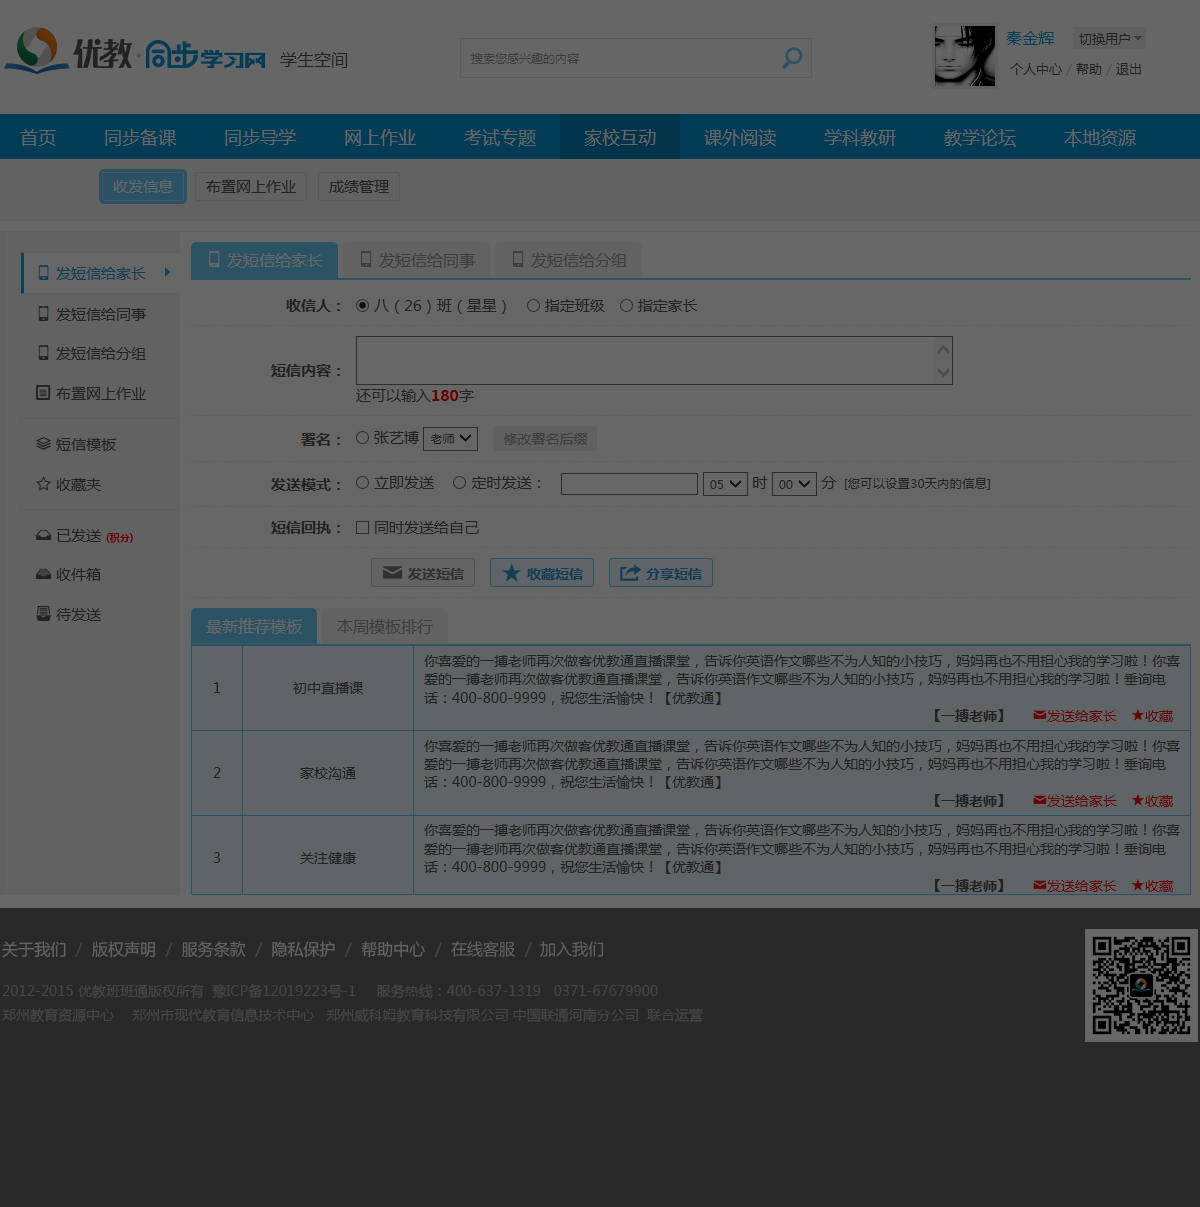 优教·同步学习网 学生空间
搜索您感兴趣的内容
秦金辉 切换用户
个人中心 / 帮助 / 退出
首页 同步备课 同步导学 网上作业 考试专题 家校互动 课外阅读 学科教研 教学论坛 本地资源
收发信息 布置网上作业 成绩管理
发短信给家长
发短信给同事
发短信给分组
布置网上作业
短信模板
收藏夹
已发送 (积分)
收件箱
待发送
发短信给家长 发短信给同事 发短信给分组
收信人： 八（26）班（星星） 指定班级 指定家长
短信内容：
还可以输入180字
署名： 张艺博 老师 修改署名后缀
发送模式： 立即发送 定时发送： 05 时 00 分 [您可以设置30天内的信息]
短信回执： 同时发送给自己
发送短信 收藏短信 分享短信
最新推荐模板 本周模板排行
1 初中直播课
你喜爱的一搏老师再次做客优教通直播课堂，告诉你英语作文哪些不为人知的小技巧，妈妈再也不用担心我的学习啦！你喜
爱的一搏老师再次做客优教通直播课堂，告诉你英语作文哪些不为人知的小技巧，妈妈再也不用担心我的学习啦！垂询电
话：400-800-9999，祝您生活愉快！【优教通】
【一搏老师】 发送给家长 ★收藏
2 家校沟通
你喜爱的一搏老师再次做客优教通直播课堂，告诉你英语作文哪些不为人知的小技巧，妈妈再也不用担心我的学习啦！你喜
爱的一搏老师再次做客优教通直播课堂，告诉你英语作文哪些不为人知的小技巧，妈妈再也不用担心我的学习啦！垂询电
话：400-800-9999，祝您生活愉快！【优教通】
【一搏老师】 发送给家长 ★收藏
3 关注健康
你喜爱的一搏老师再次做客优教通直播课堂，告诉你英语作文哪些不为人知的小技巧，妈妈再也不用担心我的学习啦！你喜
爱的一搏老师再次做客优教通直播课堂，告诉你英语作文哪些不为人知的小技巧，妈妈再也不用担心我的学习啦！垂询电
话：400-800-9999，祝您生活愉快！【优教通】
【一搏老师】 发送给家长 ★收藏
关于我们 / 版权声明 / 服务条款 / 隐私保护 / 帮助中心 / 在线客服 / 加入我们
2012-2015 优教班班通版权所有 豫ICP备12019223号-1 服务热线：400-637-1319 0371-67679900
郑州教育资源中心 郑州市现代教育信息技术中心 郑州威科姆教育科技有限公司 中国联通河南分公司 联合运营